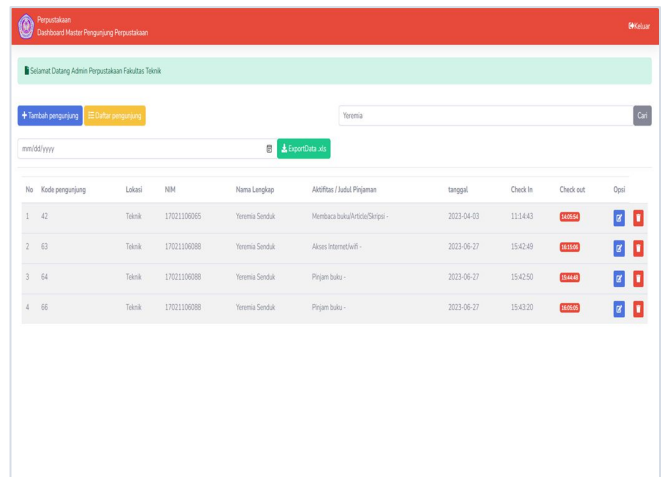 Perpustakaan
Dashboard Master Pengunjung Perpustakaan
Keluar
Selamat Datang Admin Perpustakaan Fakultas Teknik
Tambah pengunjung Daftar pengunjung Yeremia Cari
mm/dd/yyyy ExportData .xls
No Kode pengunjung Lokasi NIM Nama Lengkap Aktifitas / Judul Pinjaman tanggal Check In Check out Opsi
1 42 Teknik 17021106065 Yeremia Senduk Membaca buku/Article/Skripsi - 2023-04-03 11:14:43 14:05:54
2 63 Teknik 17021106088 Yeremia Senduk Akses Internet/wifi - 2023-06-27 15:42:49 16:15:06
3 64 Teknik 17021106088 Yeremia Senduk Pinjam buku - 2023-06-27 15:42:50 15:44:48
4 66 Teknik 17021106088 Yeremia Senduk Pinjam buku - 2023-06-27 15:43:20 16:05:05